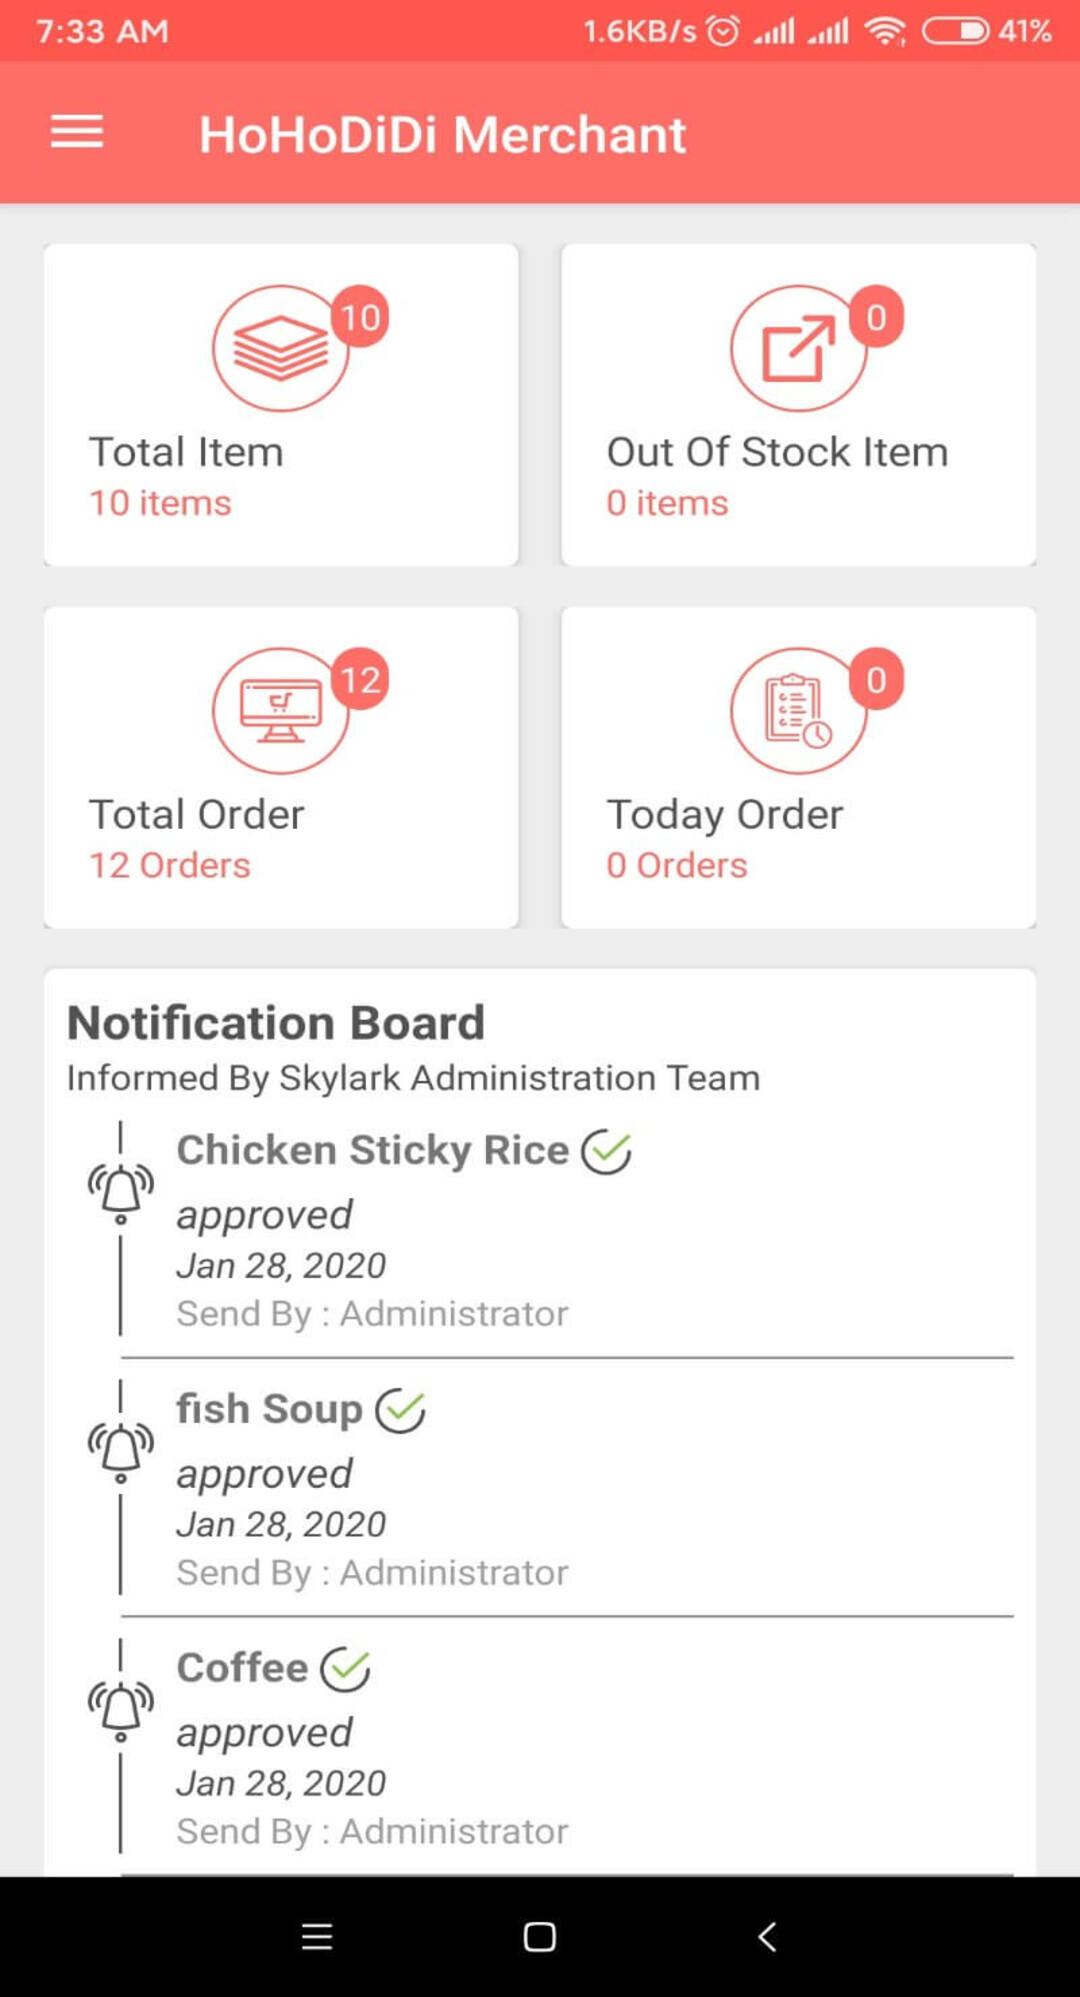 7:33 AM 1.6KB/s 41%
HoHoDiDi Merchant
10
Total Item
10 items
0
Out Of Stock Item
0 items
12
Total Order
12 Orders
0
Today Order
0 Orders
Notification Board
Informed By Skylark Administration Team
Chicken Sticky Rice
approved
Jan 28, 2020
Send By : Administrator
fish Soup
approved
Jan 28, 2020
Send By : Administrator
Coffee
approved
Jan 28, 2020
Send By : Administrator